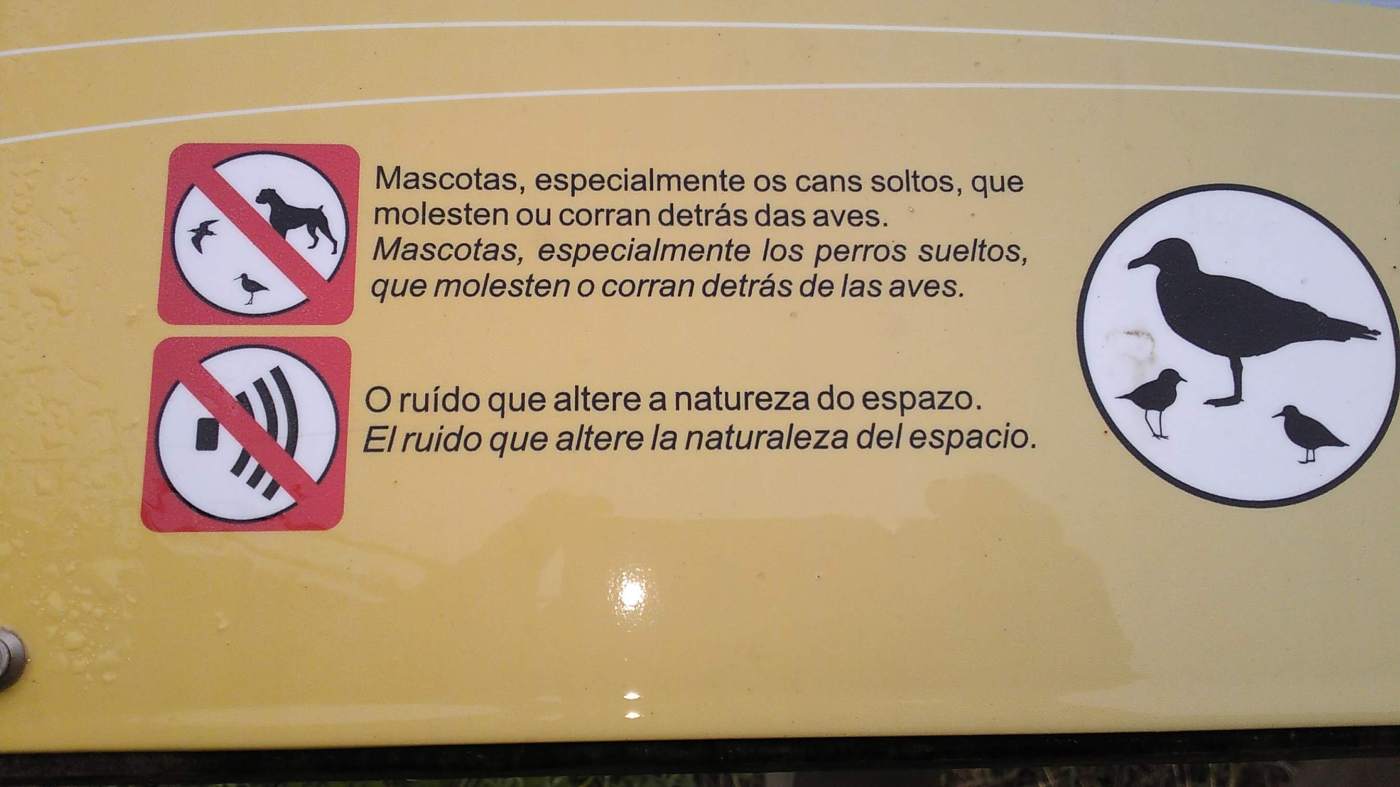 Mascotas, especialmente os cans soltos, que
molesten ou corran detrás das aves.
Mascotas, especialmente los perros sueltos,
que molesten o corran detrás de las aves.
O ruído que altere a natureza do espazo.
El ruido que altere la naturaleza del espacio.